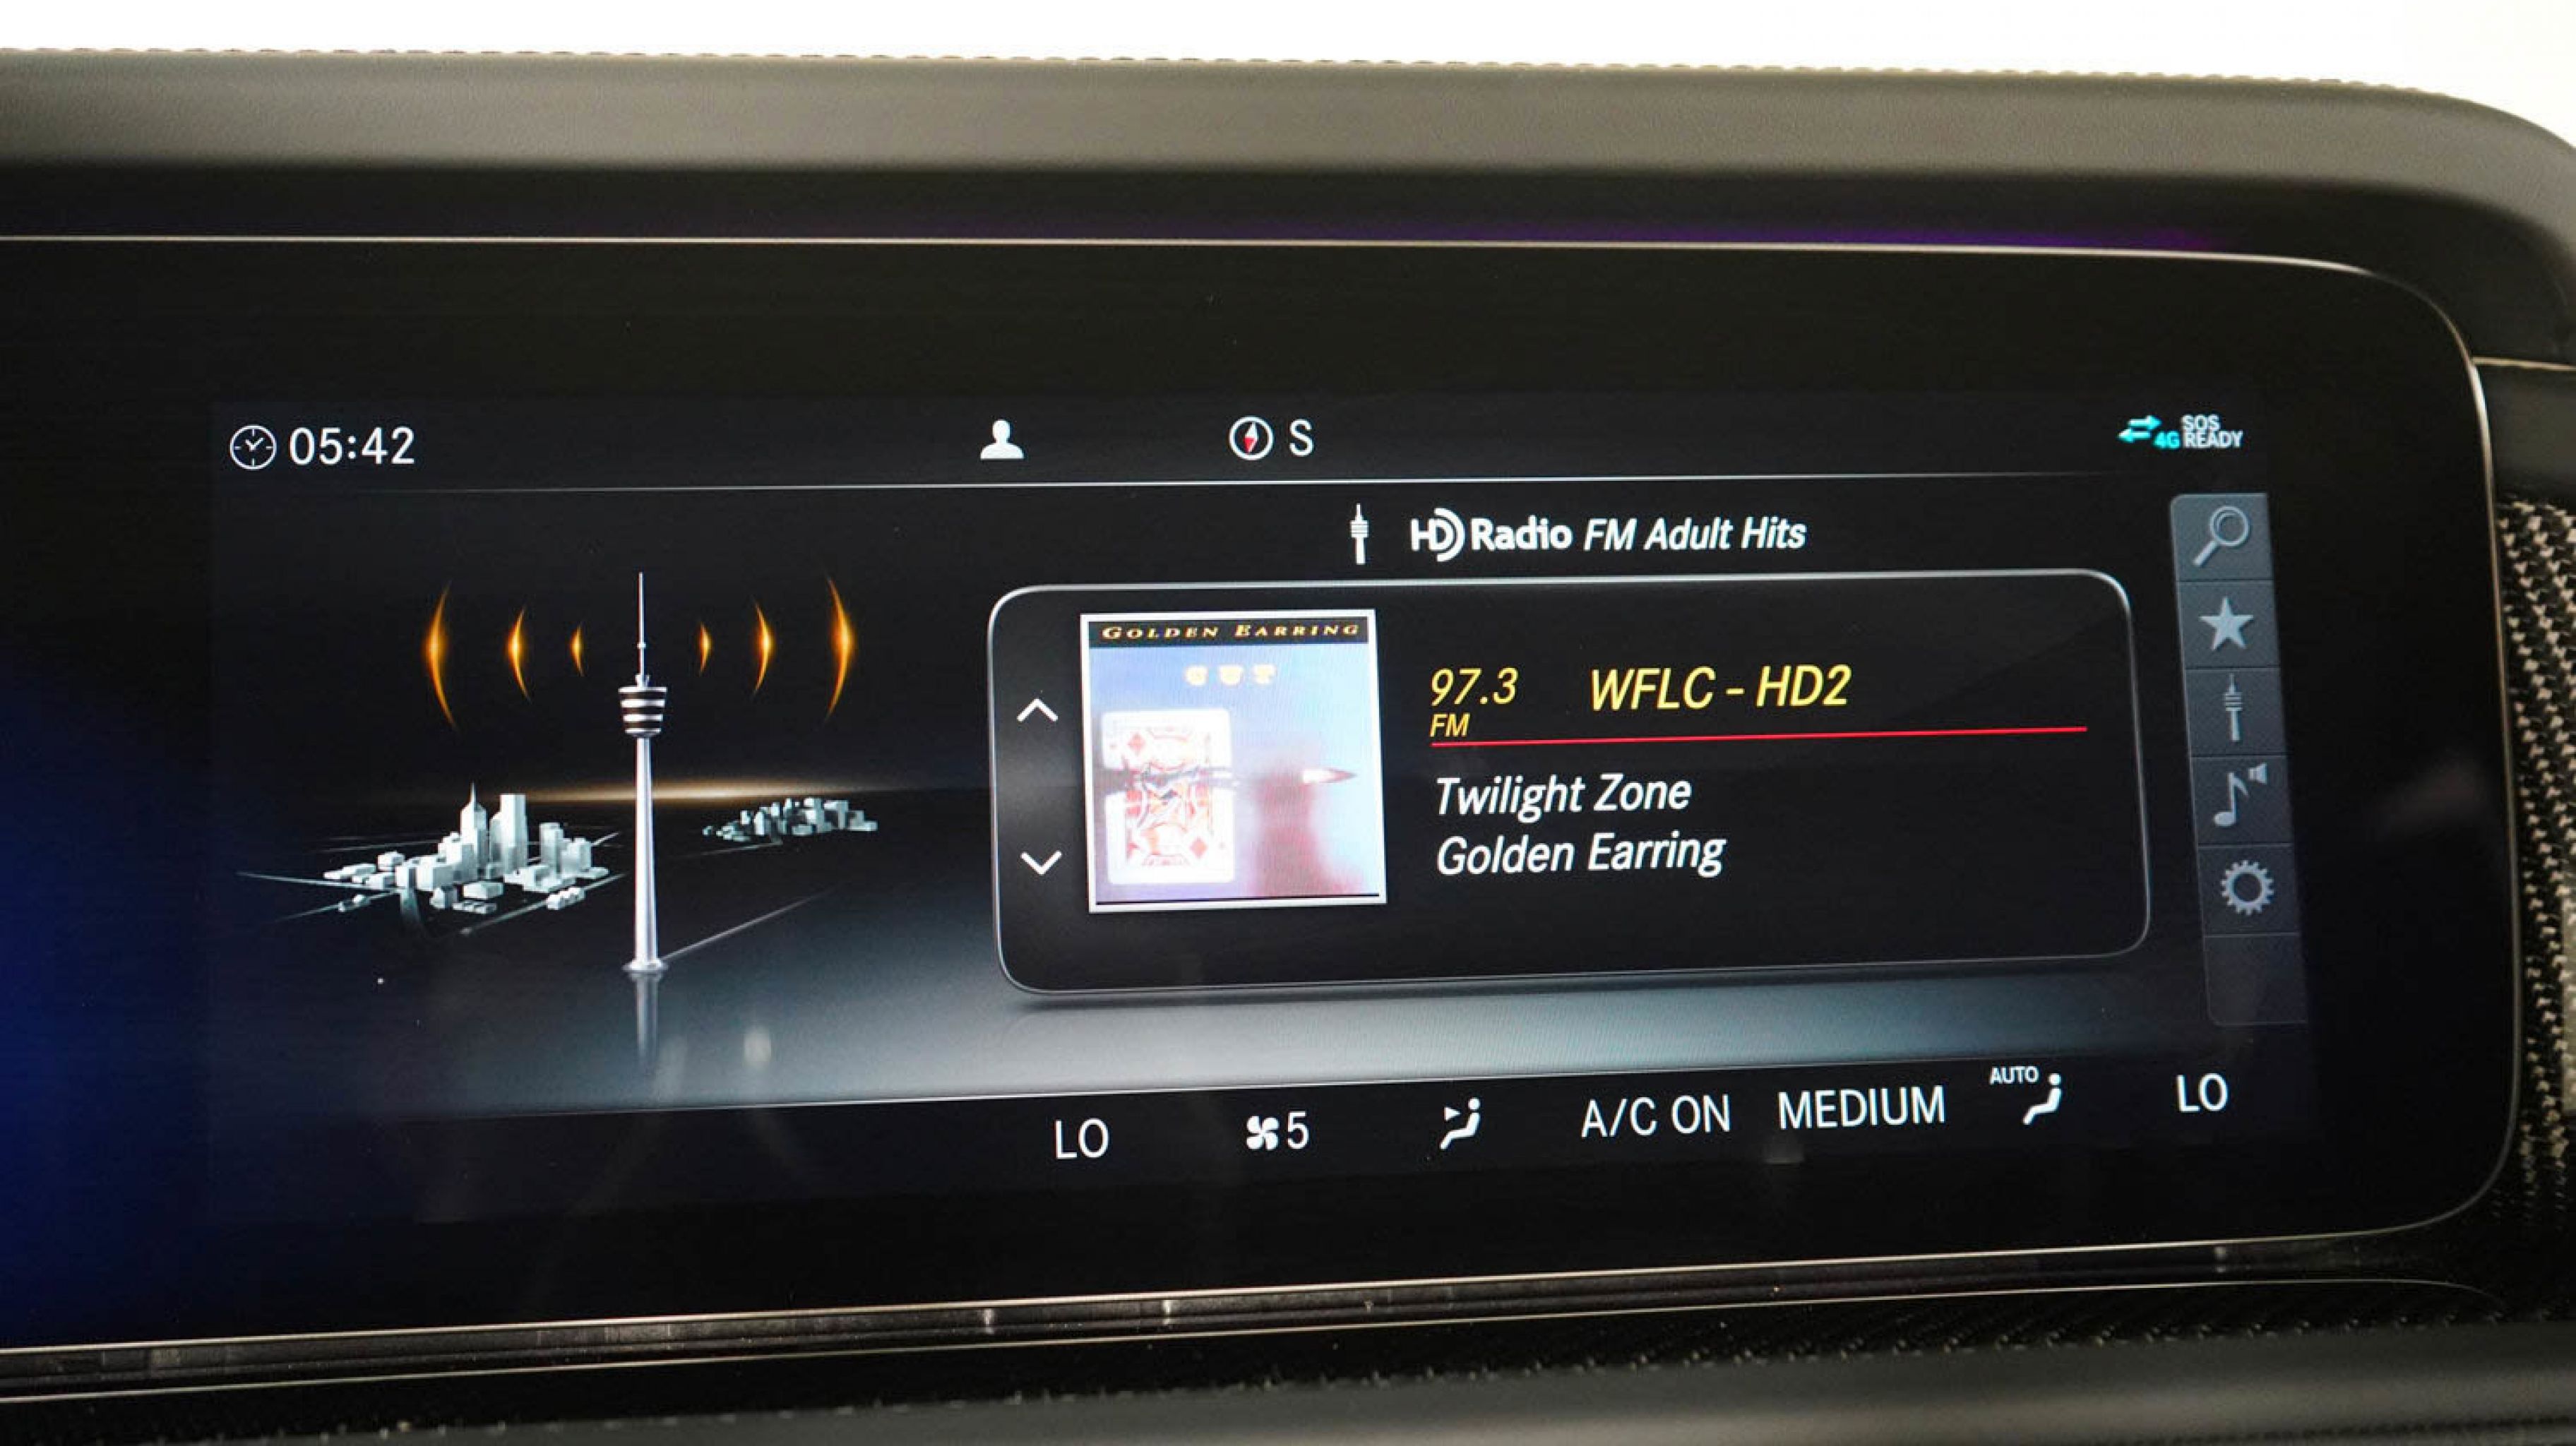 05:42
S
4G SOS READY
HD Radio FM Adult Hits
GOLDEN EARRING
CUT
97.3 WFLC - HD2
FM
Twilight Zone
Golden Earring
LO 5 A/C ON MEDIUM AUTO LO